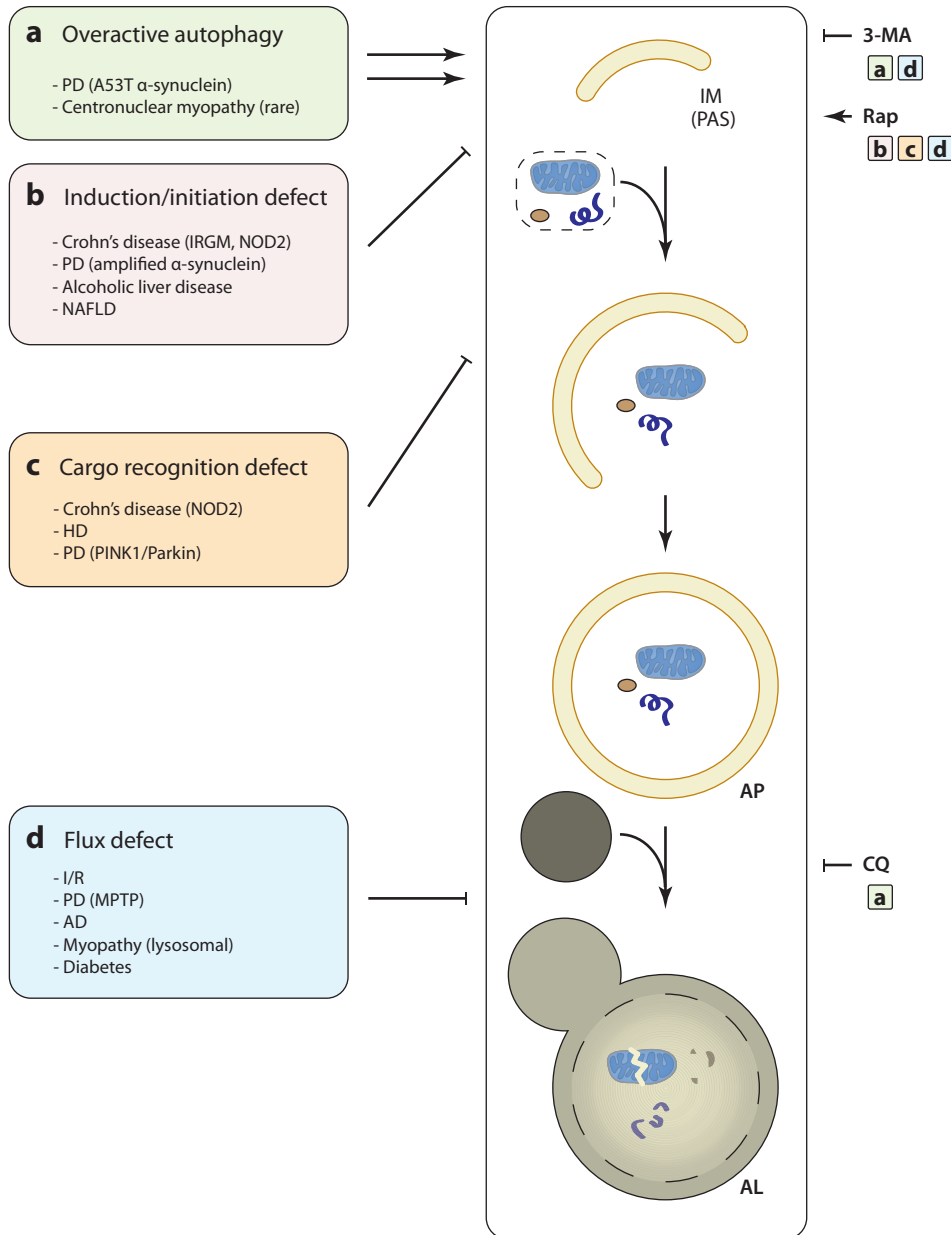 a Overactive autophagy
- PD (A53T α-synuclein)
- Centronuclear myopathy (rare)
b Induction/initiation defect
- Crohn's disease (IRGM, NOD2)
- PD (amplified α-synuclein)
- Alcoholic liver disease
- NAFLD
c Cargo recognition defect
- Crohn's disease (NOD2)
- HD
- PD (PINK1/Parkin)
d Flux defect
- I/R
- PD (MPTP)
- AD
- Myopathy (lysosomal)
- Diabetes
IM
(PAS)
AP
AL
3-MA
a d
Rap
b c d
CQ
a